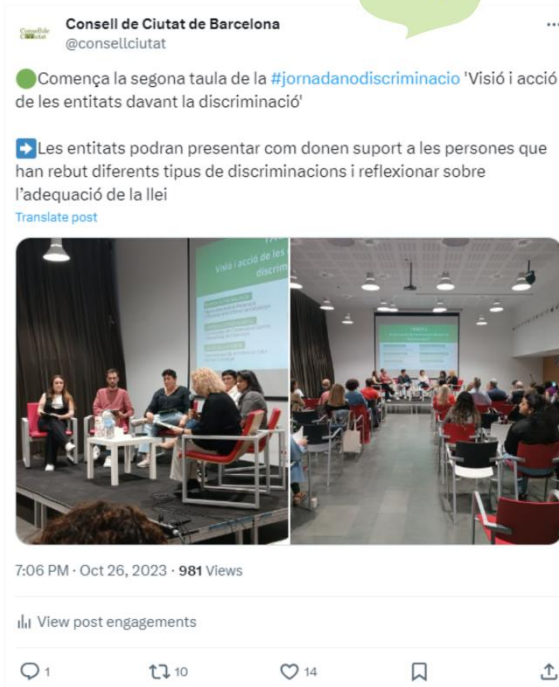 Consell de Ciutat de Barcelona
@consellciutat
Comença la segona taula de la #jornadanodiscriminacio 'Visió i acció
de les entitats davant la discriminació'
Les entitats podran presentar com donen suport a les persones que
han rebut diferents tipus de discriminacions i reflexionar sobre
l'adequació de la llei
Translate post
Visió i acció de les
discrim
7:06 PM · Oct 26, 2023 · 981 Views
View post engagements
1 10 14